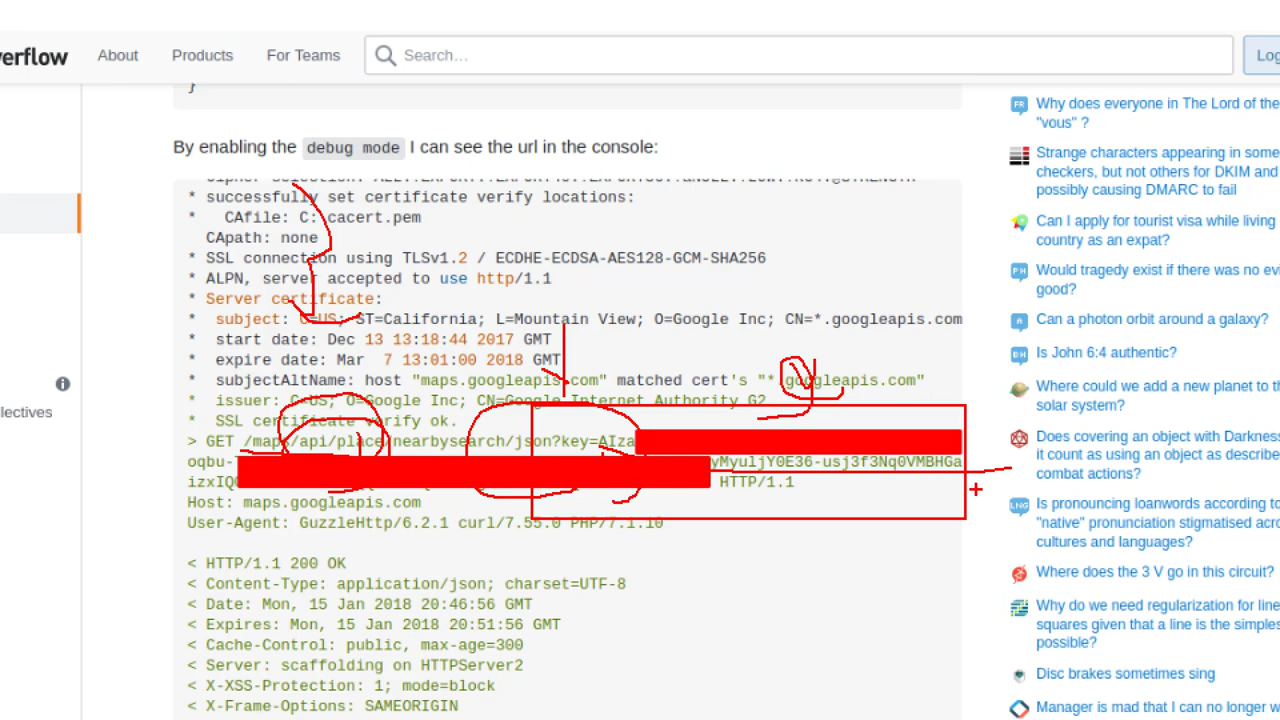 verflow About Products For Teams Search… Log
}
By enabling the debug mode I can see the url in the console:
* successfully set certificate verify locations:
* CAfile: C: cacert.pem
CApath: none
* SSL connection using TLSv1.2 / ECDHE-ECDSA-AES128-GCM-SHA256
* ALPN, server accepted to use http/1.1
* Server certificate:
* subject: C=US; ST=California; L=Mountain View; O=Google Inc; CN=*.googleapis.com
* start date: Dec 13 13:18:44 2017 GMT
* expire date: Mar 7 13:01:00 2018 GMT
* subjectAltName: host "maps.googleapis.com" matched cert's "*.googleapis.com"
* issuer: C=US; O=Google Inc; CN=Google Internet Authority G2
* SSL certificate verify ok.
> GET /maps/api/place/nearbysearch/json?key=AIza
oqbu- yMyuljY0E36-usj3f3Nq0VMBHGa
izxIQ HTTP/1.1
Host: maps.googleapis.com
User-Agent: GuzzleHttp/6.2.1 curl/7.55.0 PHP/7.1.10
< HTTP/1.1 200 OK
< Content-Type: application/json; charset=UTF-8
< Date: Mon, 15 Jan 2018 20:46:56 GMT
< Expires: Mon, 15 Jan 2018 20:51:56 GMT
< Cache-Control: public, max-age=300
< Server: scaffolding on HTTPServer2
< X-XSS-Protection: 1; mode=block
< X-Frame-Options: SAMEORIGIN
llectives
FR Why does everyone in The Lord of the
"vous" ?
Strange characters appearing in some
checkers, but not others for DKIM and
possibly causing DMARC to fail
Can I apply for tourist visa while living
country as an expat?
PH Would tragedy exist if there was no evi
good?
Can a photon orbit around a galaxy?
BH Is John 6:4 authentic?
Where could we add a new planet to th
solar system?
Does covering an object with Darkness
it count as using an object as describe
combat actions?
LNG Is pronouncing loanwords according to
"native" pronunciation stigmatised acro
cultures and languages?
Where does the 3 V go in this circuit?
Why do we need regularization for line
squares given that a line is the simples
possible?
Disc brakes sometimes sing
Manager is mad that I can no longer w